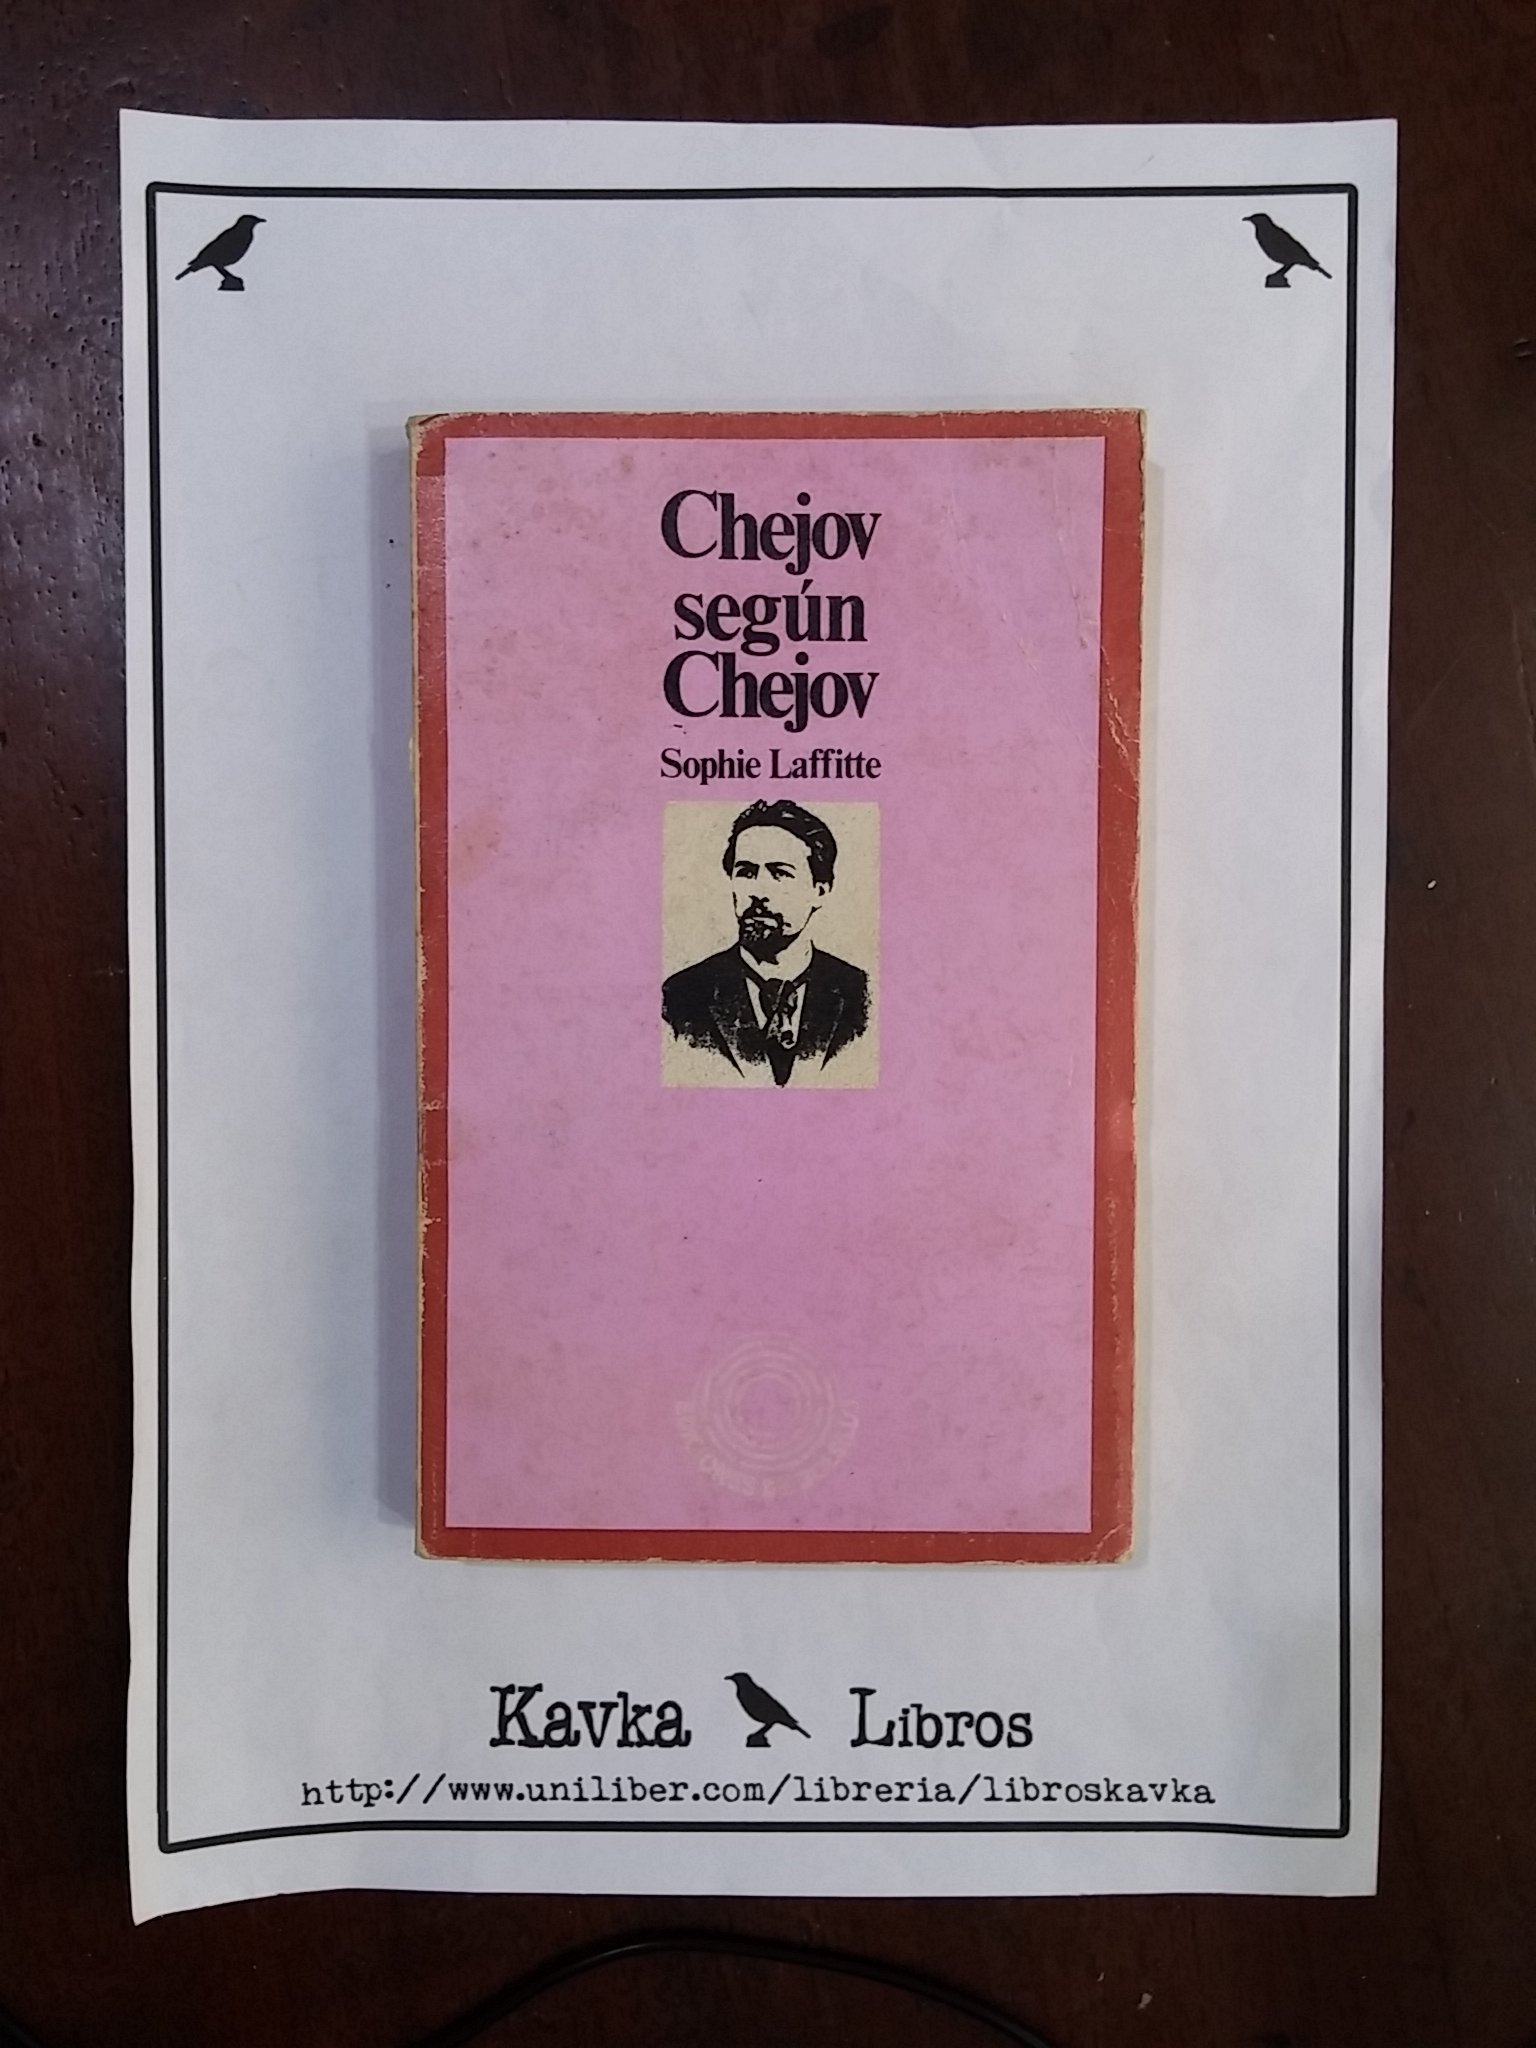 Chejov
según
Chejov
Sophie Laffitte
Kavka Libros
http://www.uniliber.com/libreria/libroskavka